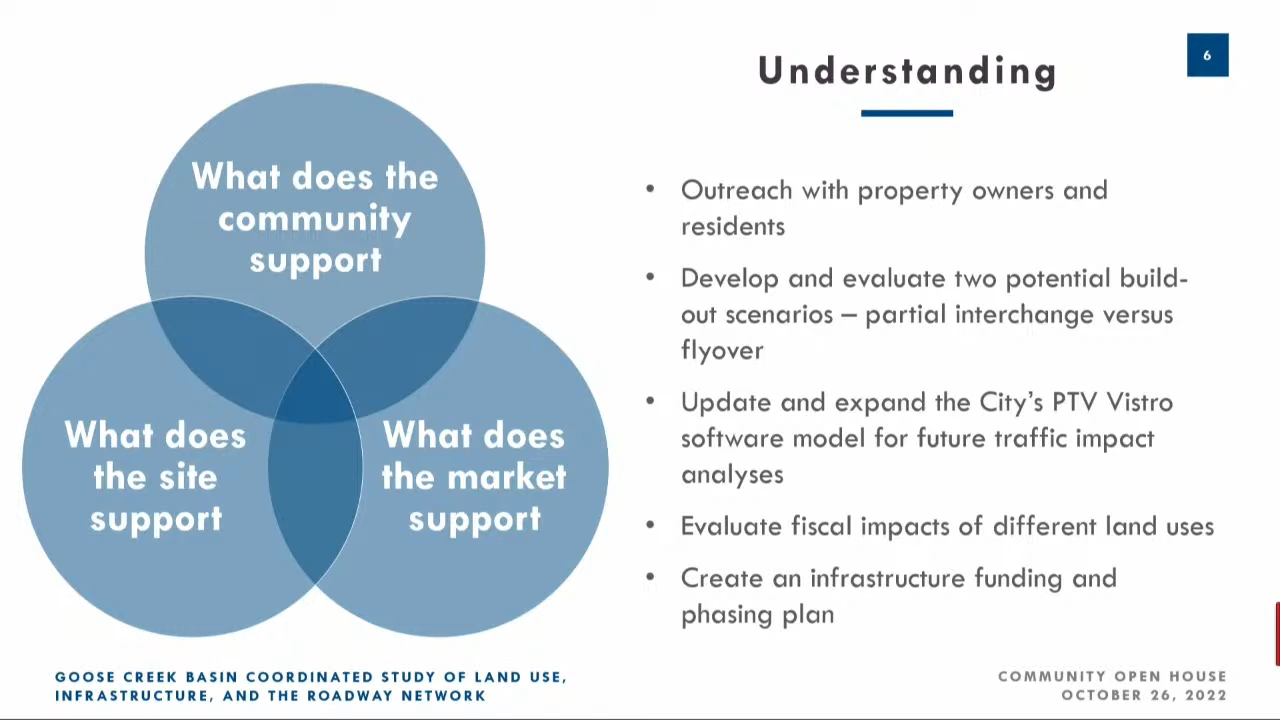 6
Understanding
What does the
community
support
What does
the site
support
What does
the market
support
• Outreach with property owners and
residents
• Develop and evaluate two potential build-
out scenarios – partial interchange versus
flyover
• Update and expand the City’s PTV Vistro
software model for future traffic impact
analyses
• Evaluate fiscal impacts of different land uses
• Create an infrastructure funding and
phasing plan
GOOSE CREEK BASIN COORDINATED STUDY OF LAND USE,
INFRASTRUCTURE, AND THE ROADWAY NETWORK
COMMUNITY OPEN HOUSE
OCTOBER 26, 2022